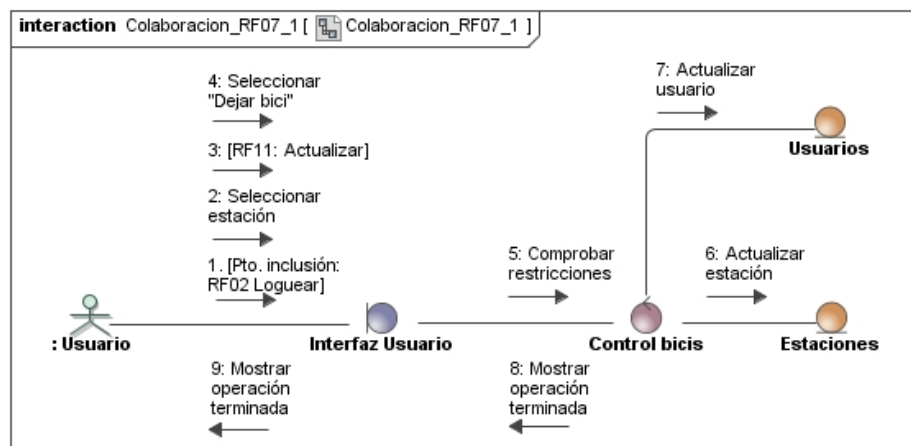 interaction Colaboracion_RF07_1 [ Colaboracion_RF07_1 ]
4: Seleccionar
"Dejar bici"
3: [RF11: Actualizar]
2: Seleccionar
estación
1. [Pto. inclusión:
RF02 Loguear]
7: Actualizar
usuario
Usuarios
5: Comprobar
restricciones
6: Actualizar
estación
: Usuario
Interfaz Usuario
Control bicis
Estaciones
9: Mostrar
operación
terminada
8: Mostrar
operación
terminada